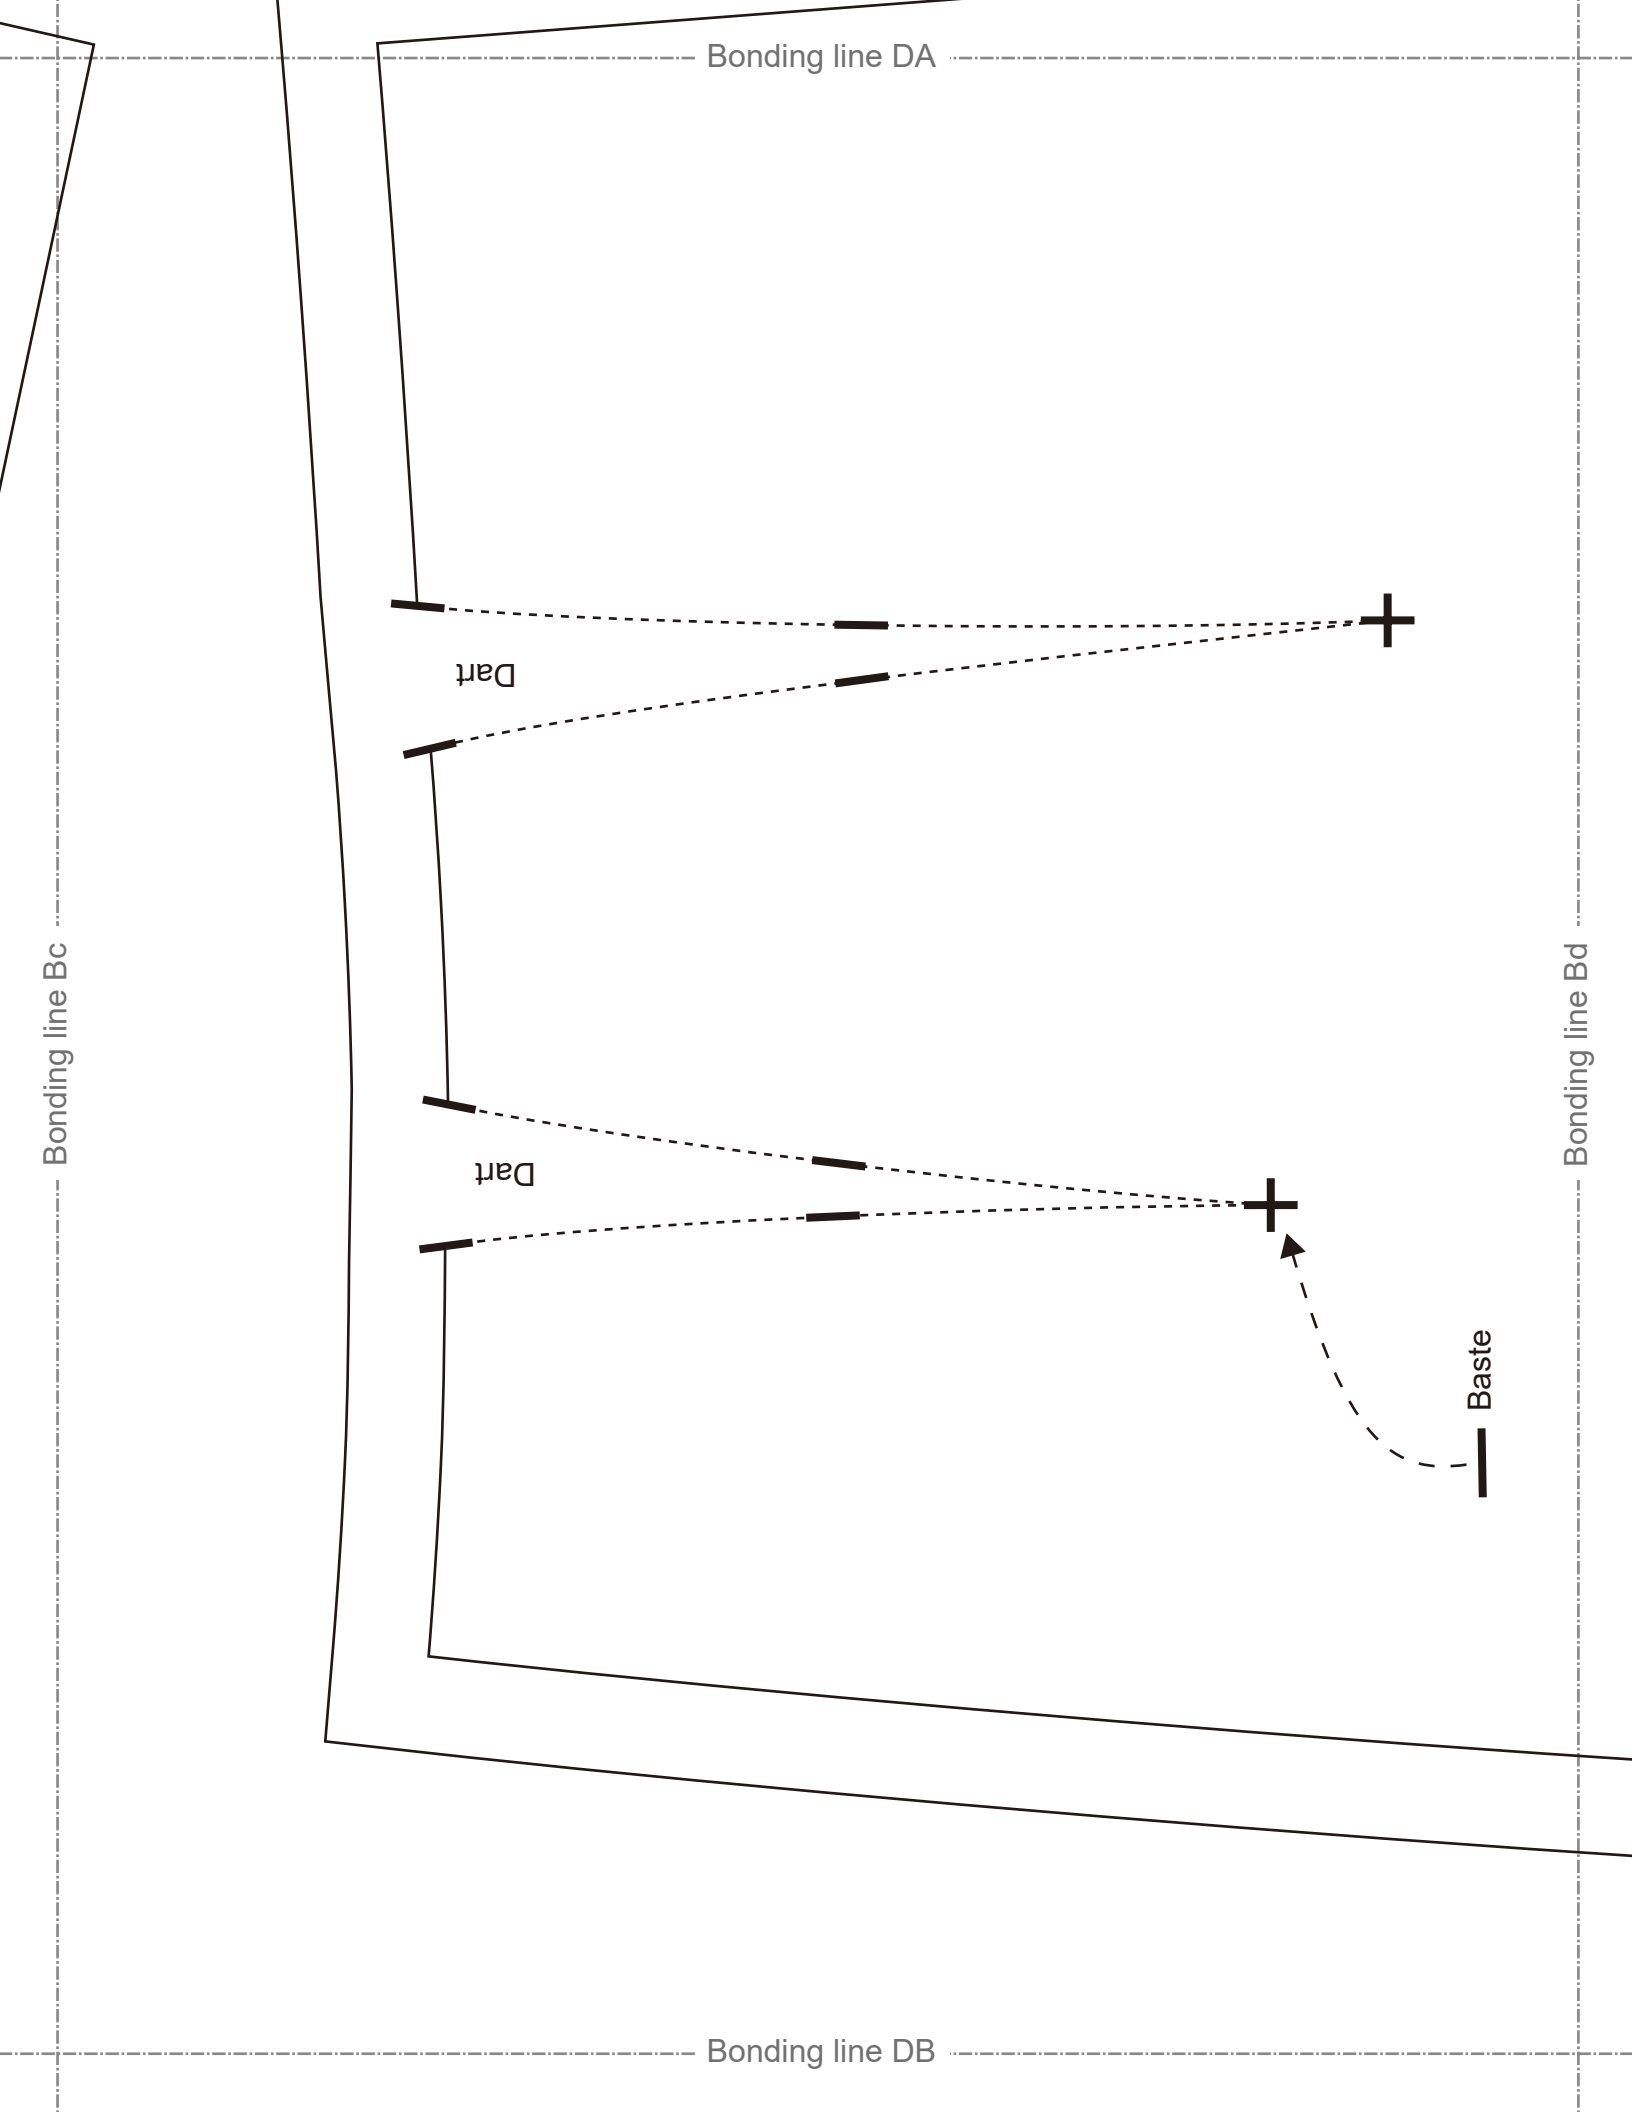 Bonding line DA
Dart
Bonding line Bc
Bonding line Bd
Dart
Baste
Bonding line DB